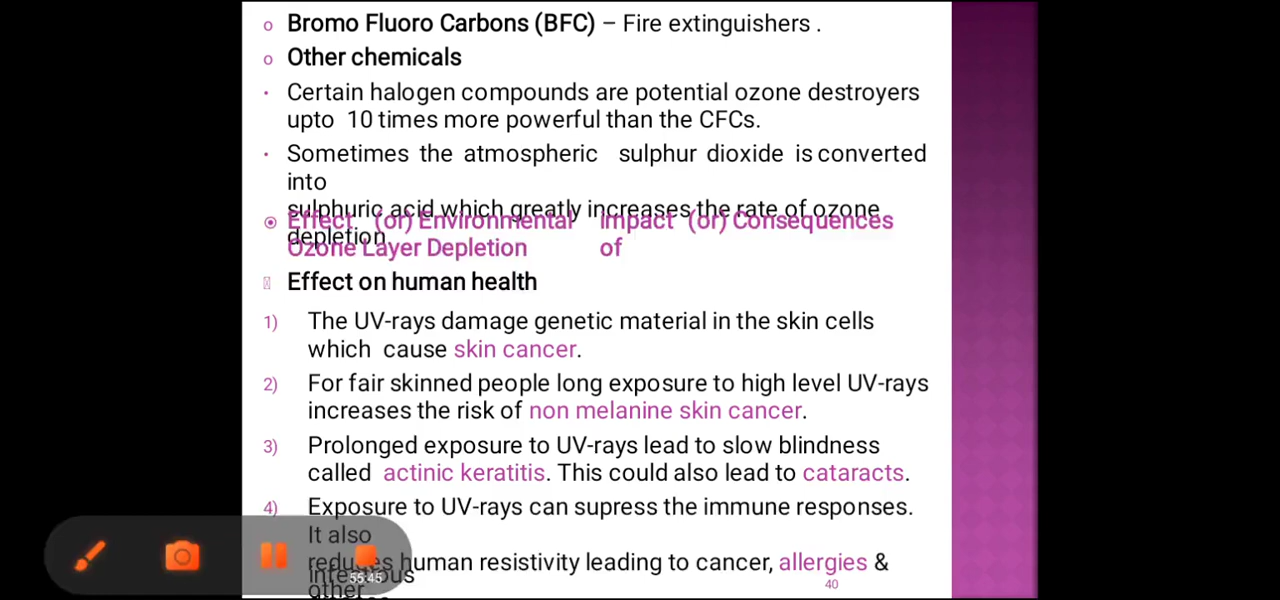 o Bromo Fluoro Carbons (BFC) – Fire extinguishers .
o Other chemicals
• Certain halogen compounds are potential ozone destroyers
upto 10 times more powerful than the CFCs.
• Sometimes the atmospheric sulphur dioxide is converted
into
sulphuric acid which greatly increases the rate of ozone
depletion
Effect (or) Environmental Impact (or) Consequences
Ozone Layer Depletion of
Effect on human health
1) The UV-rays damage genetic material in the skin cells
which cause skin cancer.
2) For fair skinned people long exposure to high level UV-rays
increases the risk of non melanine skin cancer.
3) Prolonged exposure to UV-rays lead to slow blindness
called actinic keratitis. This could also lead to cataracts.
4) Exposure to UV-rays can supress the immune responses.
It also
reduces human resistivity leading to cancer, allergies &
infectious
other
55:45
40